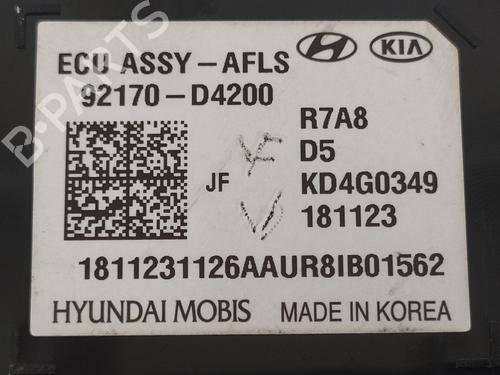 ECU ASSY-AFLS
92170-D4200
KIA
R7A8
D5
JF
KD4G0349
181123
1811231126AAUR8IB01562
HYUNDAI MOBIS
MADE IN KOREA
B-PARTS